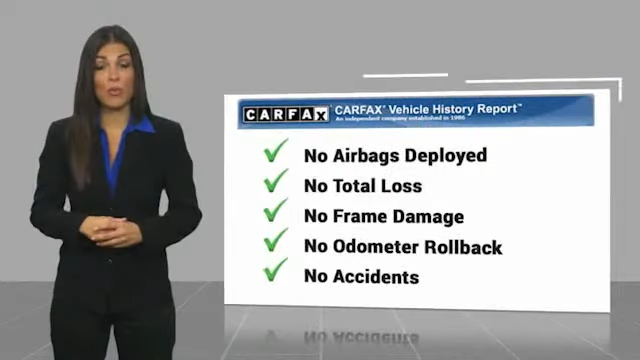 CARFAX CARFAX Vehicle History Report™
An independent company established in 1986
No Airbags Deployed
No Total Loss
No Frame Damage
No Odometer Rollback
No Accidents